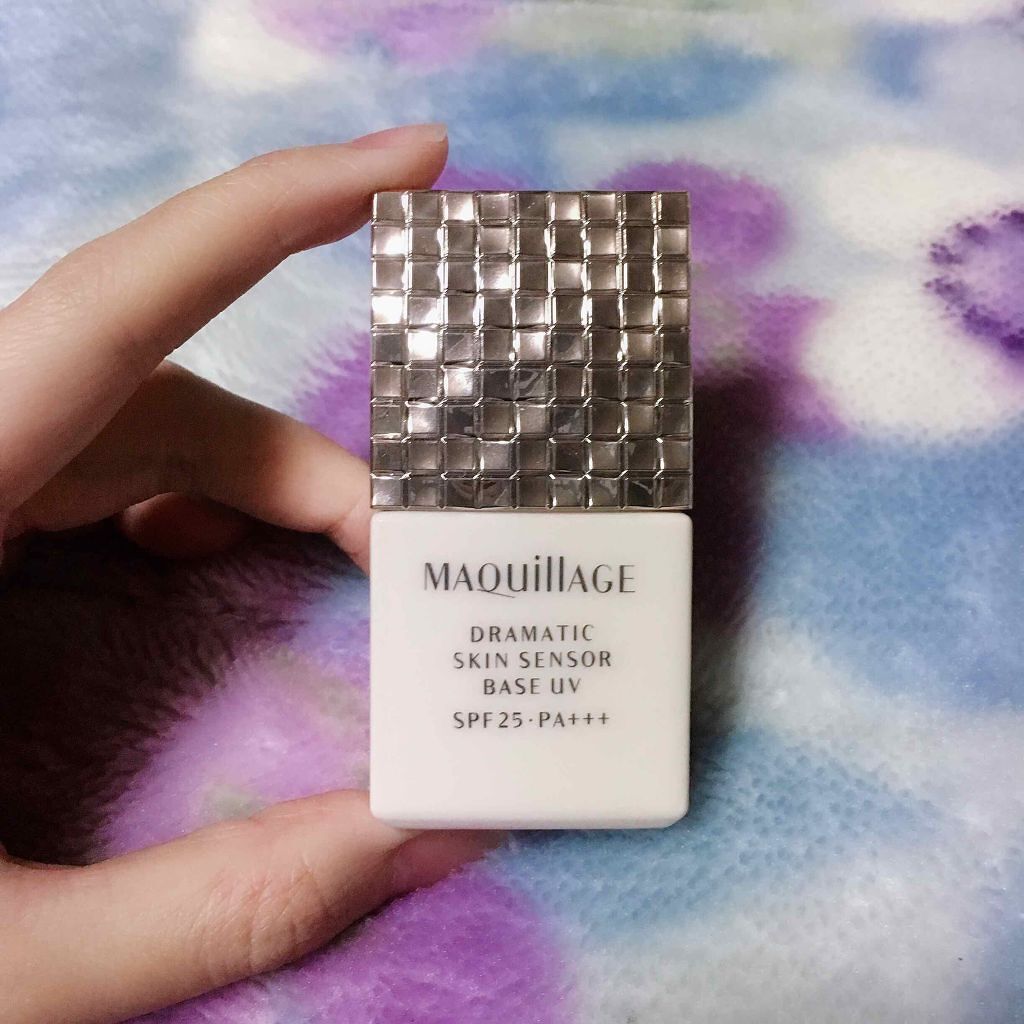 MAQuillAGE
DRAMATIC
SKIN SENSOR
BASE UV
SPF25·PA+++